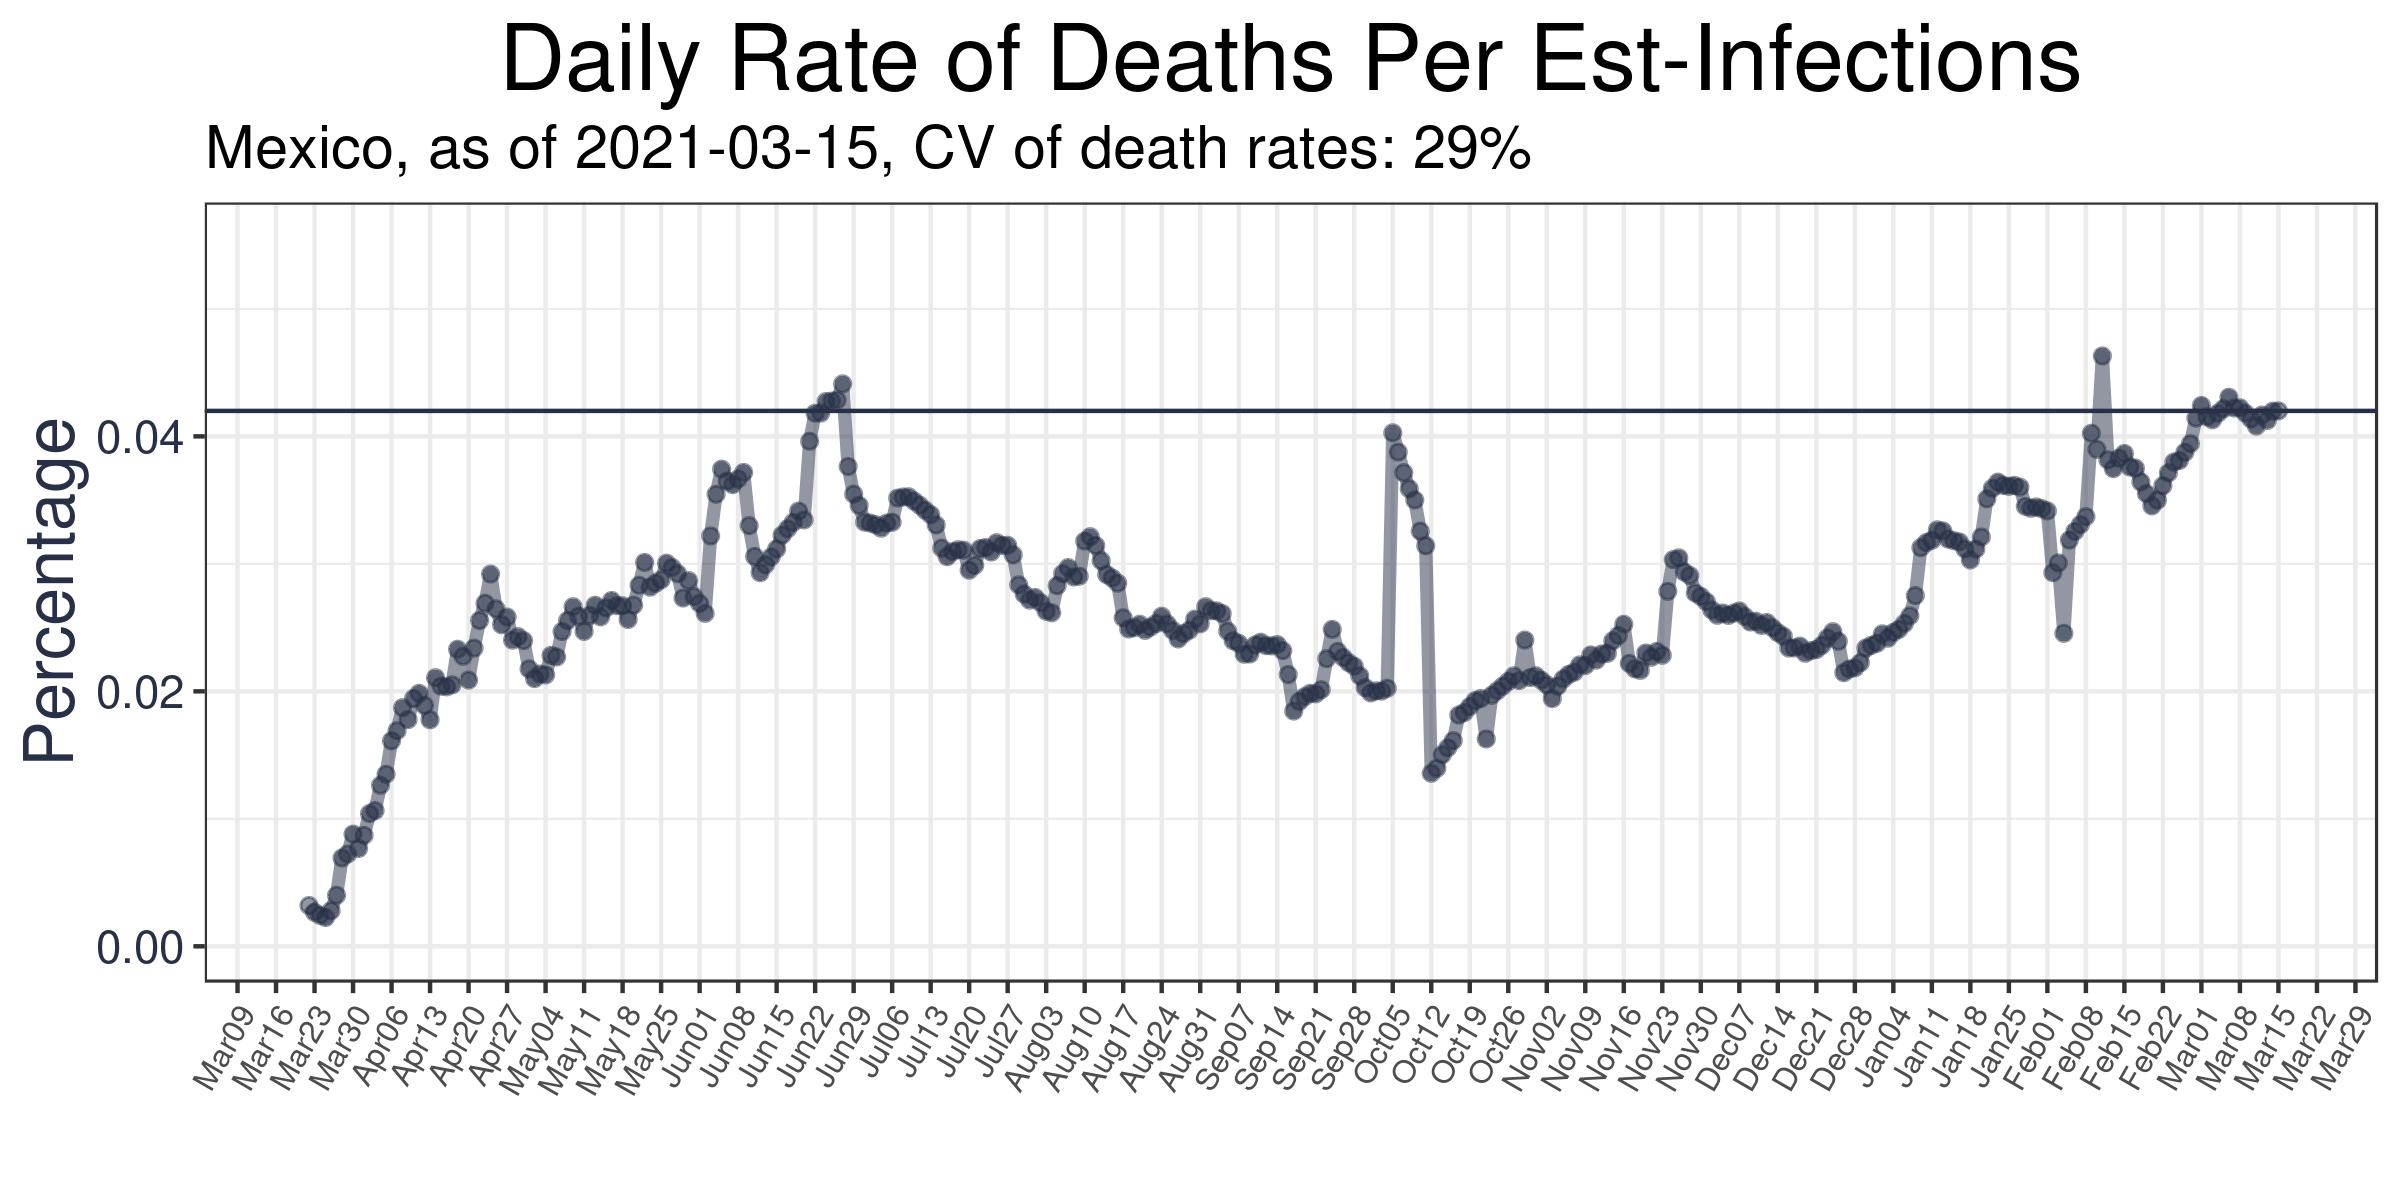 Daily Rate of Deaths Per Est-Infections
Mexico, as of 2021-03-15, CV of death rates: 29%
Percentage
0.04
0.02
0.00
Mar09
Mar16
Mar23
Mar30
Apr06
Apr13
Apr20
Apr27
May04
May11
May18
May25
Jun01
Jun08
Jun15
Jun22
Jun29
Jul06
Jul13
Jul20
Jul27
Aug03
Aug10
Aug17
Aug24
Aug31
Sep07
Sep14
Sep21
Sep28
Oct05
Oct12
Oct19
Oct26
Nov02
Nov09
Nov16
Nov23
Nov30
Dec07
Dec14
Dec21
Dec28
Jan04
Jan11
Jan18
Jan25
Feb01
Feb08
Feb15
Feb22
Mar01
Mar08
Mar15
Mar22
Mar29